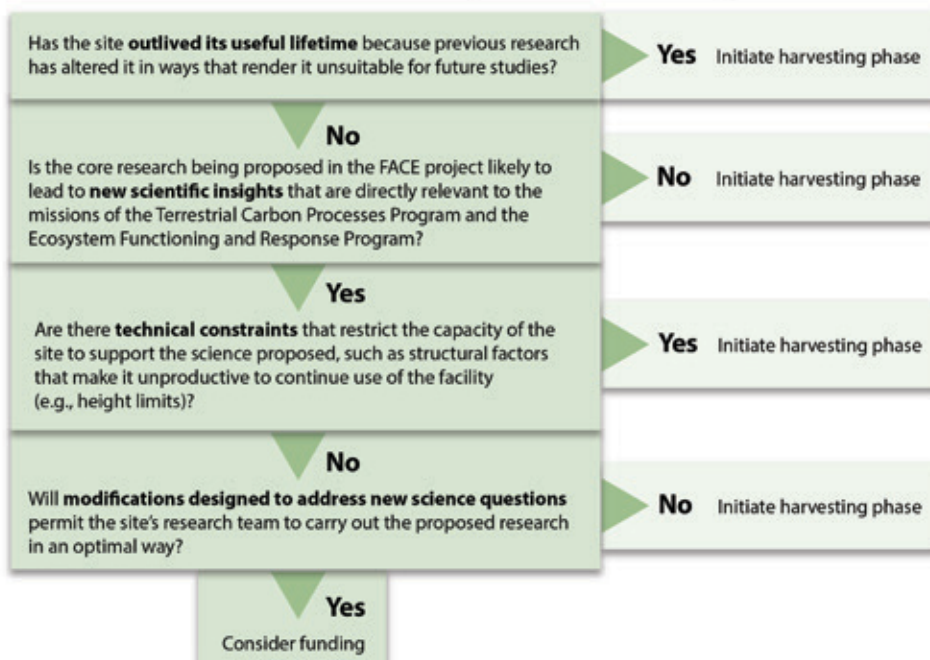 Has the site outlived its useful lifetime because previous research
has altered it in ways that render it unsuitable for future studies?
Yes Initiate harvesting phase
No
Is the core research being proposed in the FACE project likely to
lead to new scientific insights that are directly relevant to the
missions of the Terrestrial Carbon Processes Program and the
Ecosystem Functioning and Response Program?
No Initiate harvesting phase
Yes
Are there technical constraints that restrict the capacity of the
site to support the science proposed, such as structural factors
that make it unproductive to continue use of the facility
(e.g., height limits)?
Yes Initiate harvesting phase
No
Will modifications designed to address new science questions
permit the site's research team to carry out the proposed research
in an optimal way?
No Initiate harvesting phase
Yes
Consider funding